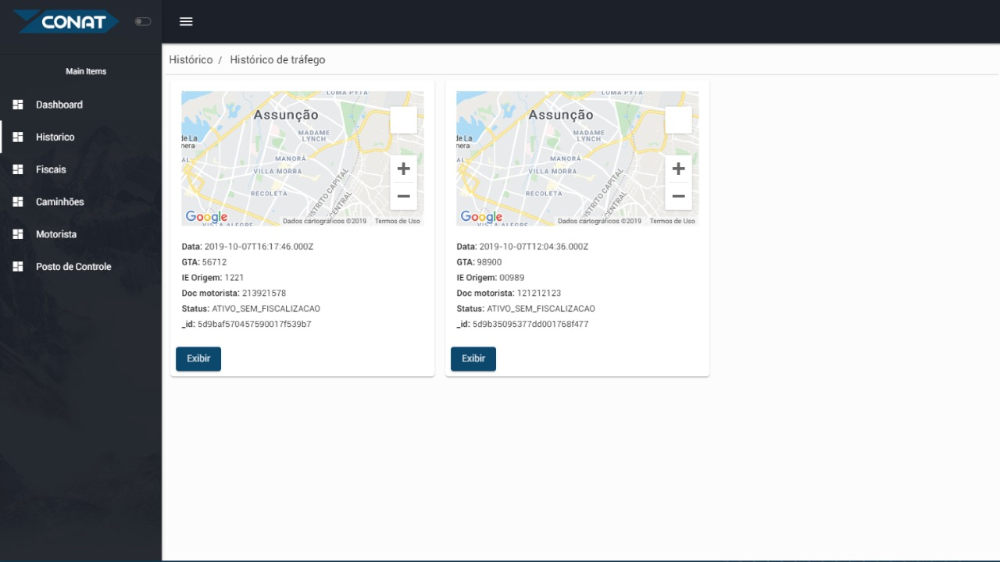 CONAT
Main Items
Dashboard
Historico
Fiscais
Caminhões
Motorista
Posto de Controle
Histórico / Histórico de tráfego
LUMA PYTA
Assunção
MADAME
LYNCH
de La
nera
MANORÁ
VILLA MORRA
RECOLETA
DISTRITO CAPITAL
CENTRAL
Google
VISTA ALEGRE
Dados cartográficos ©2019 Termos de Uso
Data: 2019-10-07T16:17:46.000Z
GTA: 56712
IE Origem: 1221
Doc motorista: 213921578
Status: ATIVO_SEM_FISCALIZACAO
_id: 5d9baf570457590017f539b7
Exibir
LUMA PYTA
Assunção
MADAME
LYNCH
de La
nera
MANORÁ
VILLA MORRA
RECOLETA
DISTRITO CAPITAL
CENTRAL
Google
VISTA ALEGRE
Dados cartográficos ©2019 Termos de Uso
Data: 2019-10-07T12:04:36.000Z
GTA: 98900
IE Origem: 00989
Doc motorista: 121212123
Status: ATIVO_SEM_FISCALIZACAO
_id: 5d9b35095377dd001768f477
Exibir